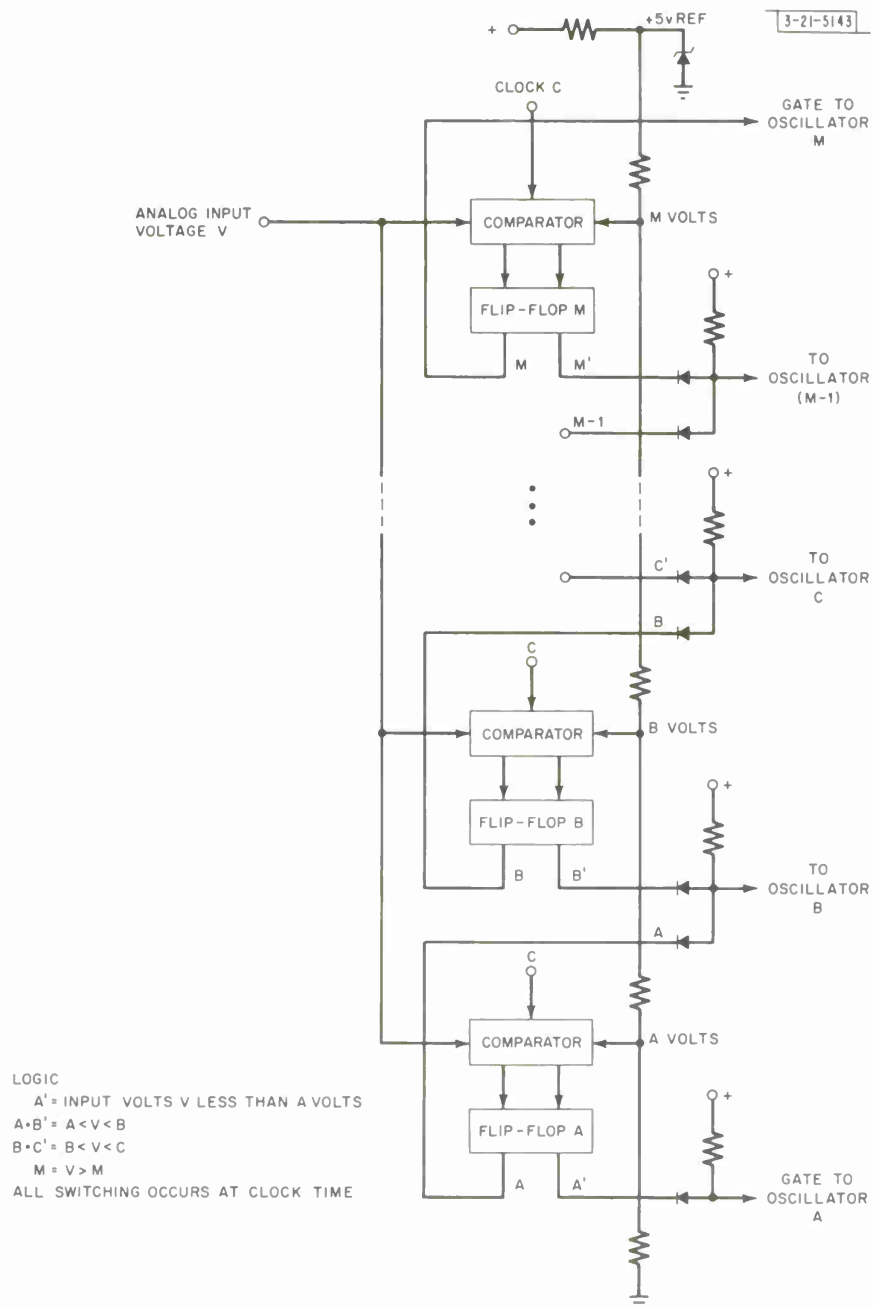 +5v REF
3-21-5143
+
CLOCK C
GATE TO
OSCILLATOR
M
ANALOG INPUT
VOLTAGE V
COMPARATOR
M VOLTS
+
FLIP-FLOP M
M
M'
TO
OSCILLATOR
(M-1)
M-1
+
C'
TO
OSCILLATOR
C
B
C
COMPARATOR
B VOLTS
+
FLIP-FLOP B
B
B'
TO
OSCILLATOR
B
A
C
COMPARATOR
A VOLTS
+
FLIP-FLOP A
A
A'
GATE TO
OSCILLATOR
A
LOGIC
A' = INPUT VOLTS V LESS THAN A VOLTS
A•B' = A<V<B
B•C' = B<V<C
M = V>M
ALL SWITCHING OCCURS AT CLOCK TIME